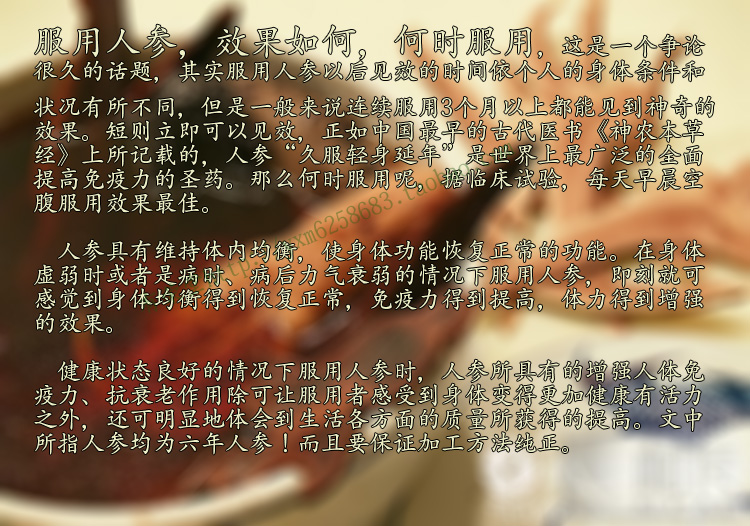 服用人参，效果如何，何时服用，这是一个争论
很久的话题，其实服用人参以后见效的时间依个人的身体条件和
状况有所不同，但是一般来说连续服用3个月以上都能见到神奇的
效果。短则立即可以见效，正如中国最早的古代医书《神农本草
经》上所记载的，人参“久服轻身延年”是世界上最广泛的全面
提高免疫力的圣药。那么何时服用呢，据临床试验，每天早晨空
腹服用效果最佳。
人参具有维持体内均衡，使身体功能恢复正常的功能。在身体
虚弱时或者是病时、病后力气衰弱的情况下服用人参，即刻就可
感觉到身体均衡得到恢复正常，免疫力得到提高，体力得到增强
的效果。
健康状态良好的情况下服用人参时，人参所具有的增强人体免
疫力、抗衰老作用除可让服用者感受到身体变得更加健康有活力
之外，还可明显地体会到生活各方面的质量所获得的提高。文中
所指人参均为六年人参！而且要保证加工方法纯正。